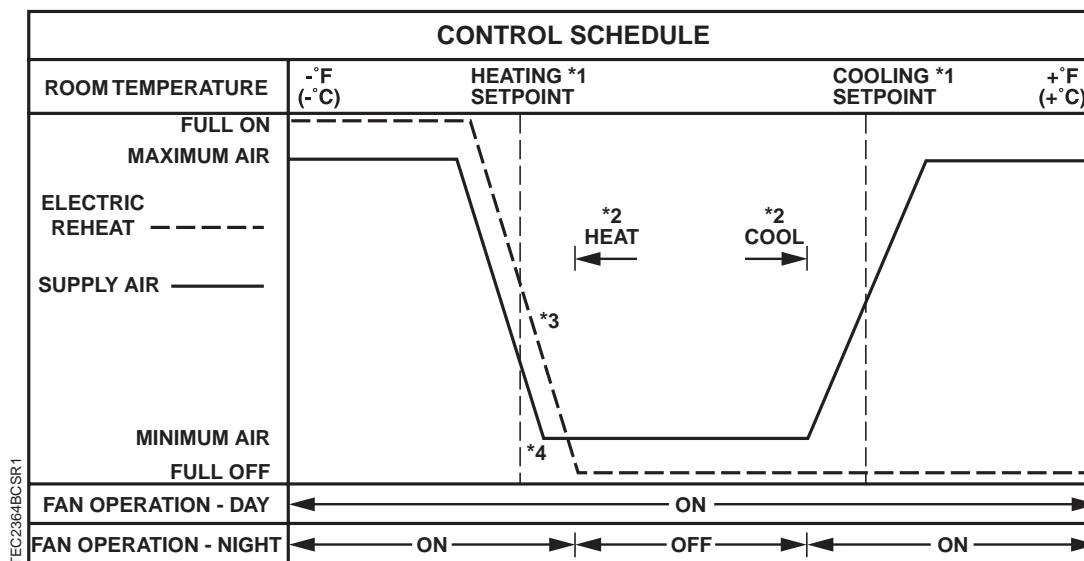 CONTROL SCHEDULE
ROOM TEMPERATURE
-°F
(-°C)
HEATING *1
SETPOINT
COOLING *1
SETPOINT
+°F
(+°C)
FULL ON
MAXIMUM AIR
ELECTRIC
REHEAT
SUPPLY AIR
*2
HEAT
*2
COOL
*3
MINIMUM AIR
*4
FULL OFF
FAN OPERATION - DAY
ON
FAN OPERATION - NIGHT
ON
OFF
ON
TEC2364BCSR1